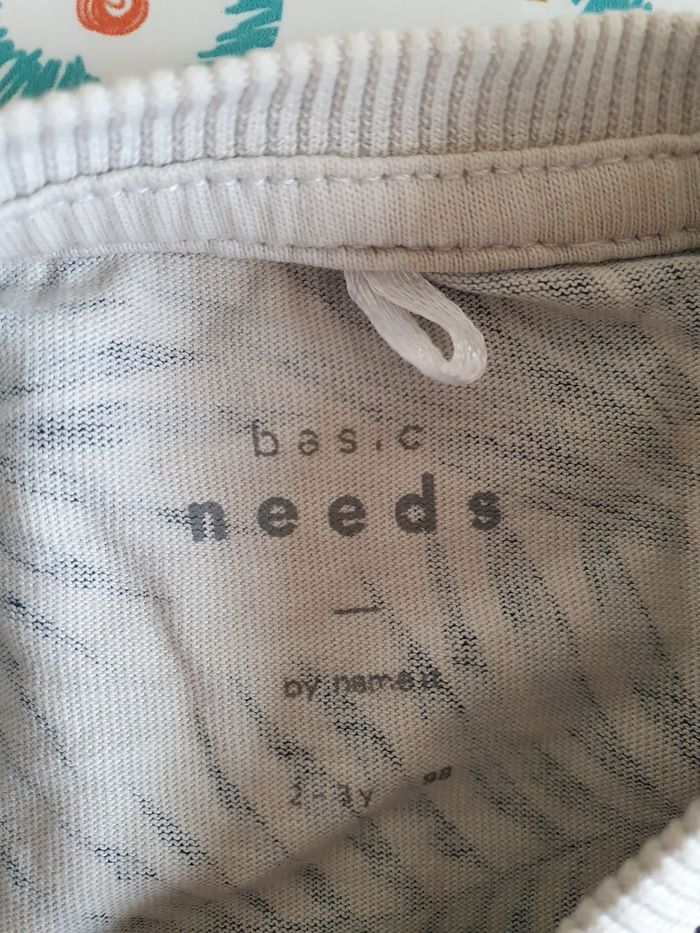 basic
needs
by name it
2-3y 98